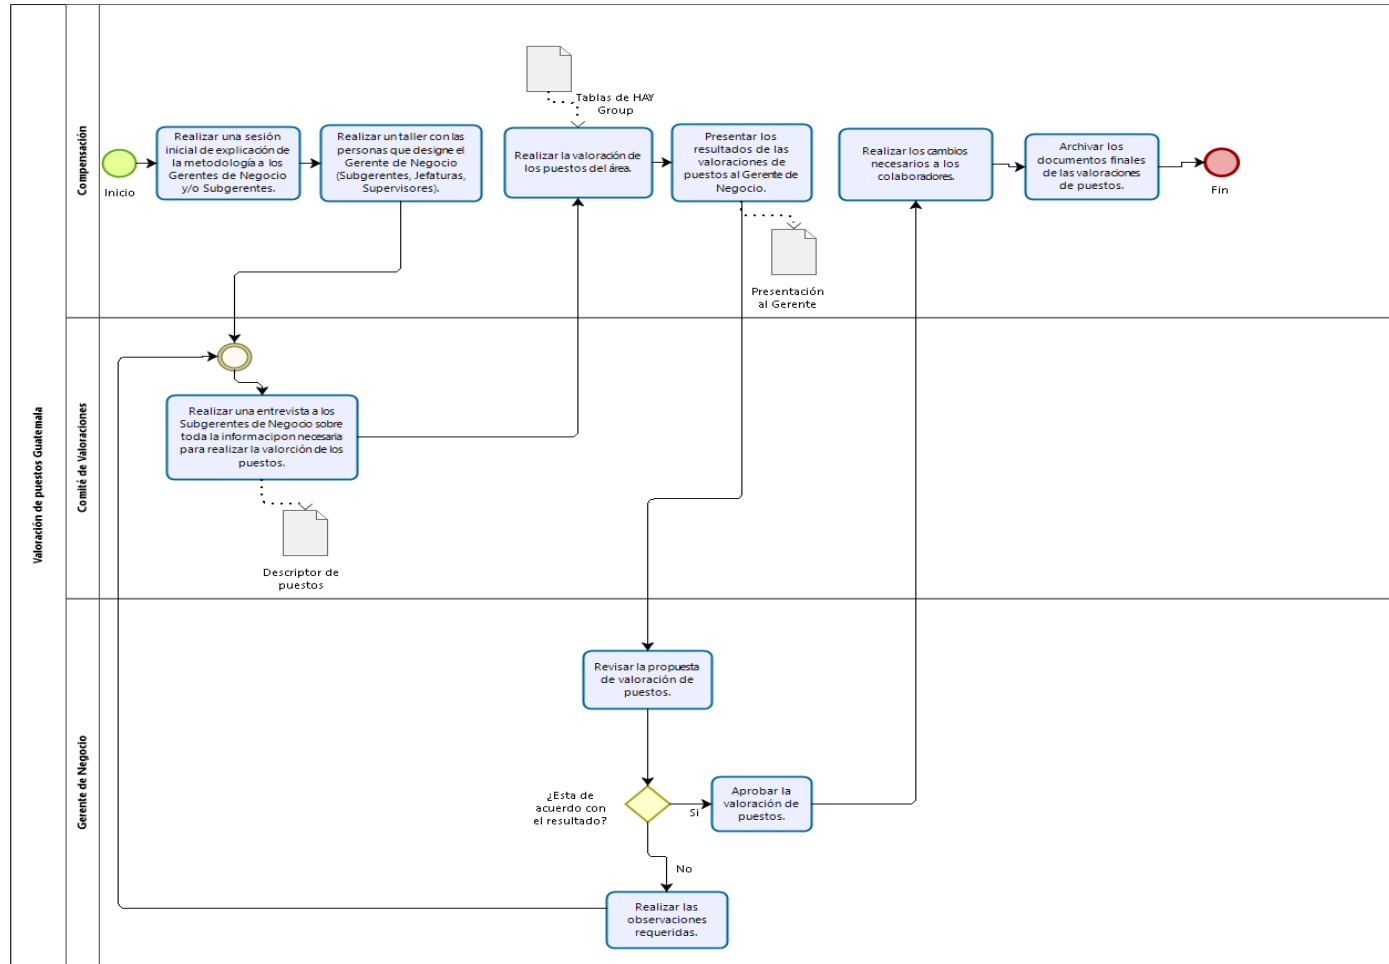 Valoración de puestos Guatemala
Compensación
Inicio
Realizar una sesión
inicial de explicación de
la metodología a los
Gerentes de Negocio
y/o Subgerentes.
Realizar un taller con las
personas que designe el
Gerente de Negocio
(Subgerentes, Jefaturas,
Supervisores).
Tablas de HAY
Group
Realizar la valoración de
los puestos del área.
Presentar los
resultados de las
valoraciones de
puestos al Gerente de
Negocio.
Presentación
al Gerente
Realizar los cambios
necesarios a los
colaboradores.
Archivar los
documentos finales
de las valoraciones
de puestos.
Fin
Comité de Valoraciones
Realizar una entrevista a los
Subgerentes de Negocio sobre
toda la informacipon necesaria
para realizar la valorción de los
puestos.
Descriptor de
puestos
Gerente de Negocio
Revisar la propuesta
de valoración de
puestos.
¿Esta de
acuerdo con
el resultado?
Si
Aprobar la
valoración de
puestos.
No
Realizar las
observaciones
requeridas.